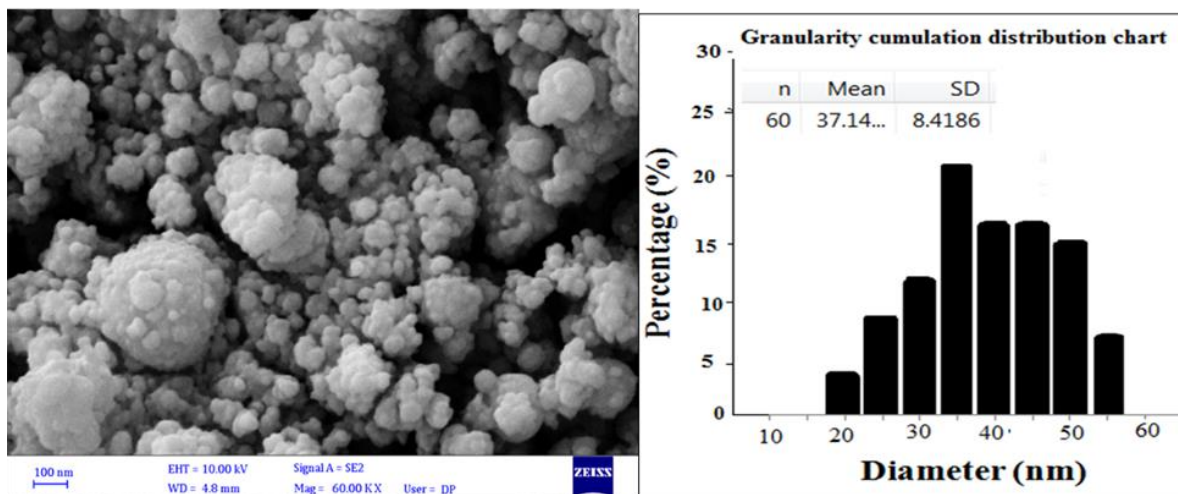 100 nm
EHT = 10.00 kV
Signal A = SE2
WD = 4.8 mm
Mag = 60.00 K X
User = DP
ZEISS
Granularity cumulation distribution chart
n Mean SD
60 37.14... 8.4186
Percentage (%)
30
25
20
15
10
5
0
10 20 30 40 50 60
Diameter (nm)